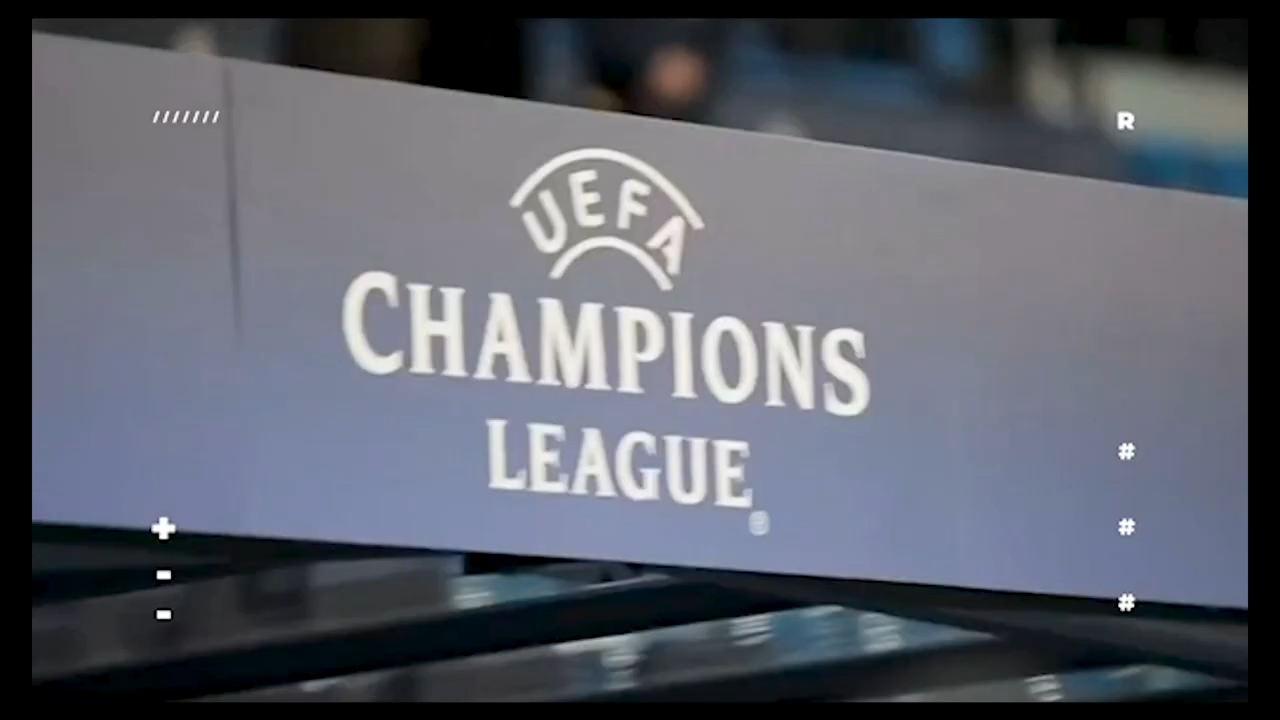 ///////
R
UEFA
CHAMPIONS
LEAGUE
#
#
+
-
#
-